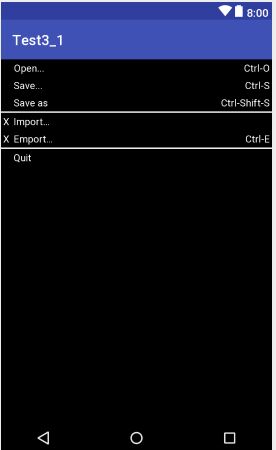 8:00
Test3_1
Open... Ctrl-O
Save... Ctrl-S
Save as Ctrl-Shift-S
X Import...
X Emport... Ctrl-E
Quit